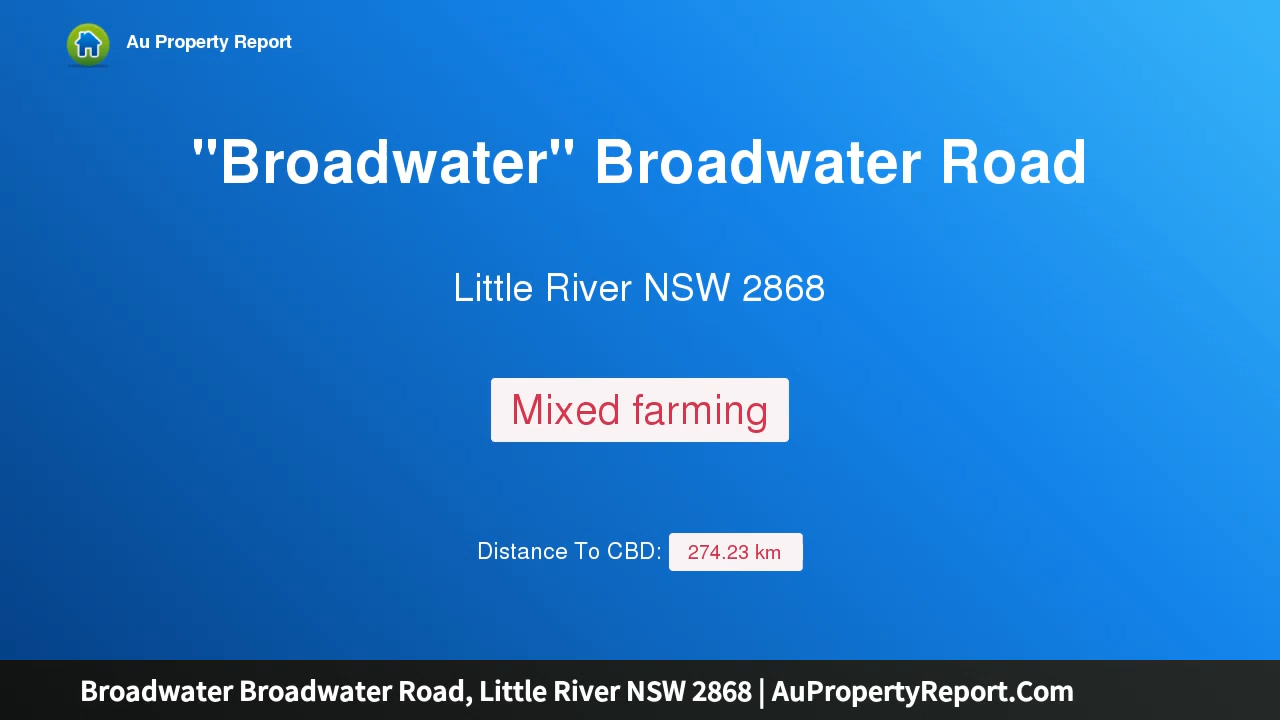 Au Property Report
"Broadwater" Broadwater Road
Little River NSW 2868
Mixed farming
Distance To CBD: 274.23 km
Broadwater Broadwater Road, Little River NSW 2868 | AuPropertyReport.Com